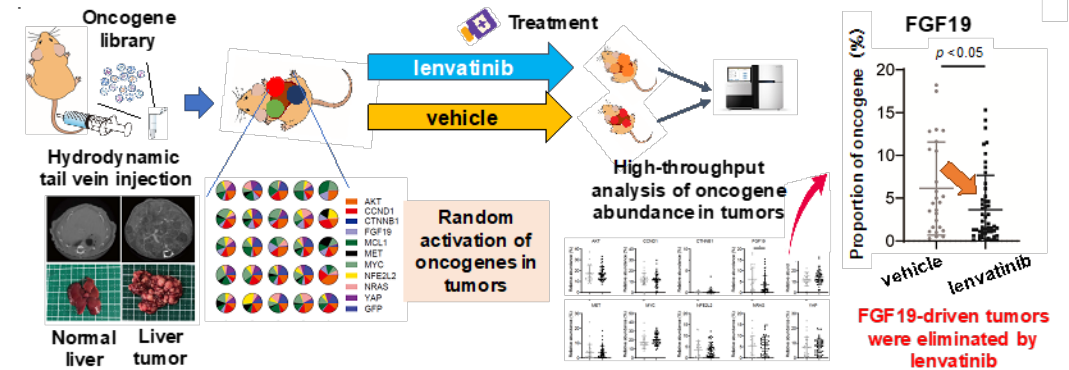 Oncogene
library
Hydrodynamic
tail vein injection
Normal
liver
Liver
tumor
Treatment
lenvatinib
vehicle
AKT
CCND1
CTNNB1
FGF19
MCL1
MET
MYC
NFE2L2
NRAS
YAP
GFP
Random
activation of
oncogenes in
tumors
High-throughput
analysis of oncogene
abundance in tumors
AKT
CCND1
CTNNB1
FGF19
MET
MYC
NFE2L2
NRAS
YAP
FGF19
p <0.05
Proportion of oncogene (%)
20
15
10
5
0
vehicle
lenvatinib
FGF19-driven tumors
were eliminated by
lenvatinib